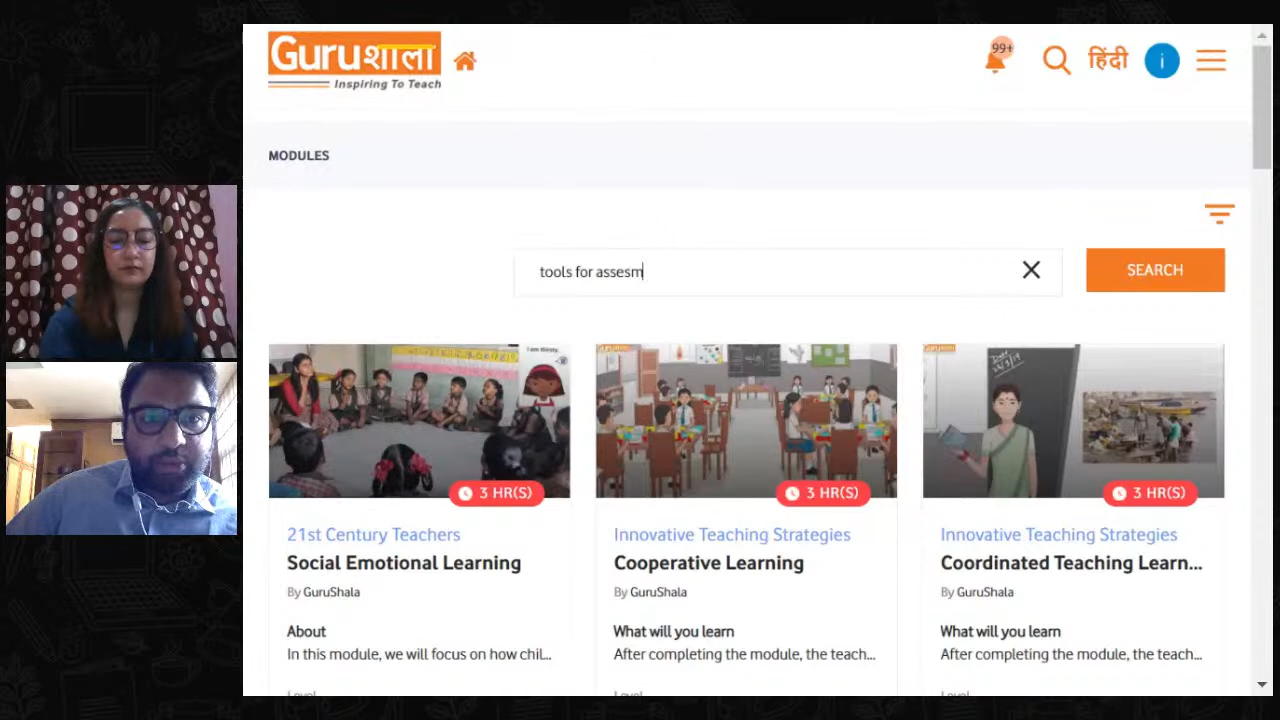 Guruशाला
Inspiring To Teach
99+
हिंदी
i
MODULES
tools for assesm
SEARCH
I am thirsty.
3 HR(S)
3 HR(S)
3 HR(S)
21st Century Teachers
Social Emotional Learning
By GuruShala
About
In this module, we will focus on how chil...
Innovative Teaching Strategies
Cooperative Learning
By GuruShala
What will you learn
After completing the module, the teach...
Innovative Teaching Strategies
Coordinated Teaching Learn...
By GuruShala
What will you learn
After completing the module, the teach...